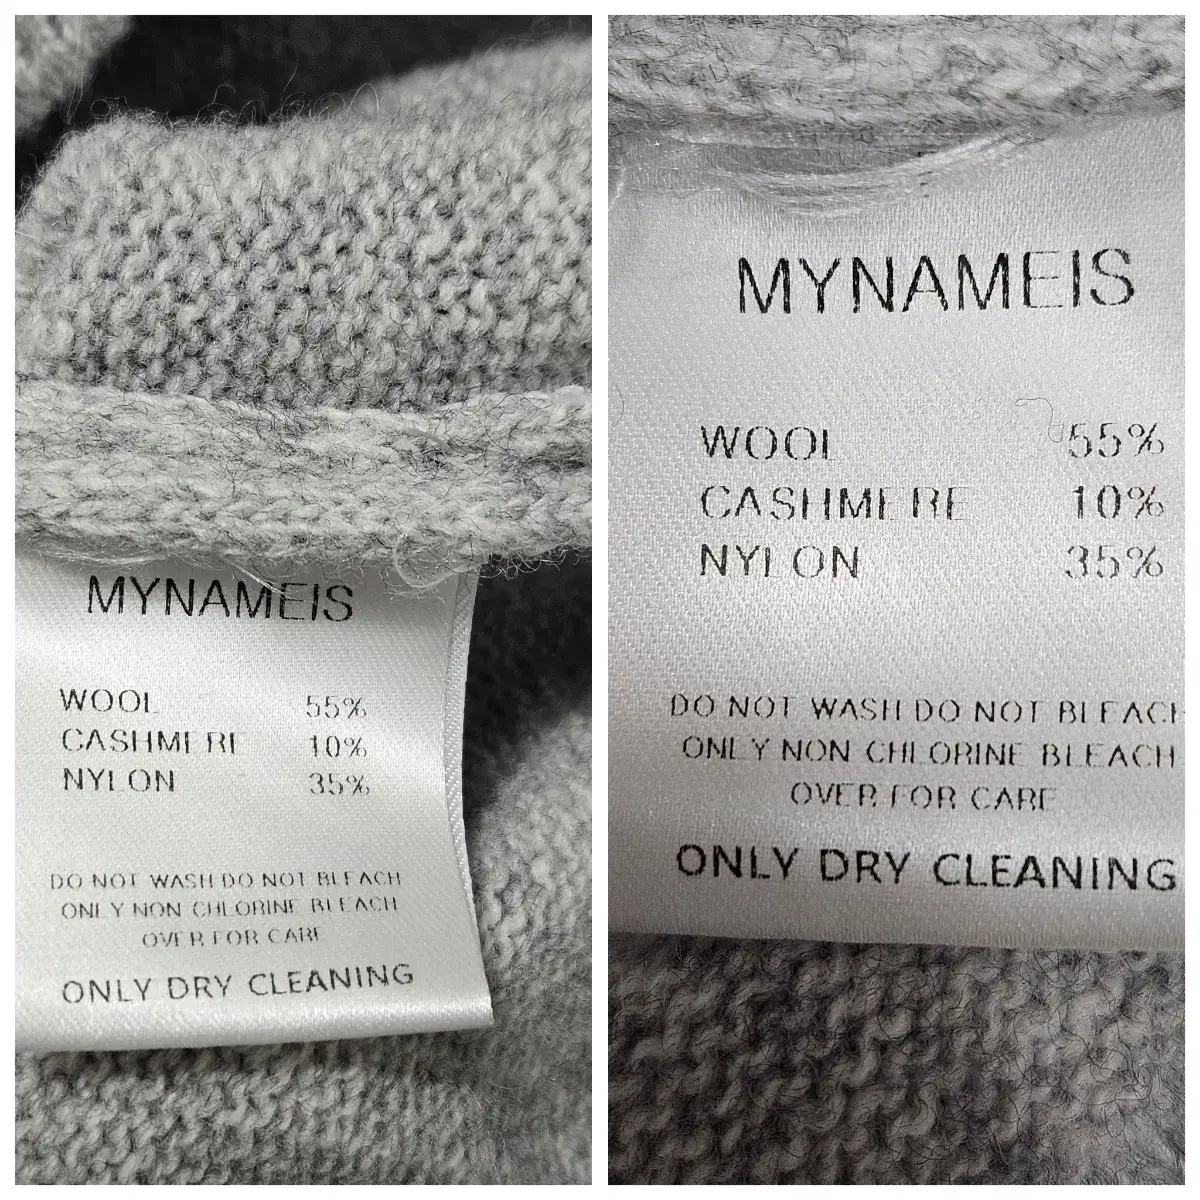 MYNAMEIS
WOOL 55%
CASHMERE 10%
NYLON 35%
DO NOT WASH DO NOT BLEACH
ONLY NON CHLORINE BLEACH
OVER FOR CARE
ONLY DRY CLEANING
MYNAMEIS
WOOL 55%
CASHMERE 10%
NYLON 35%
DO NOT WASH DO NOT BLEACH
ONLY NON CHLORINE BLEACH
OVER FOR CARE
ONLY DRY CLEANING